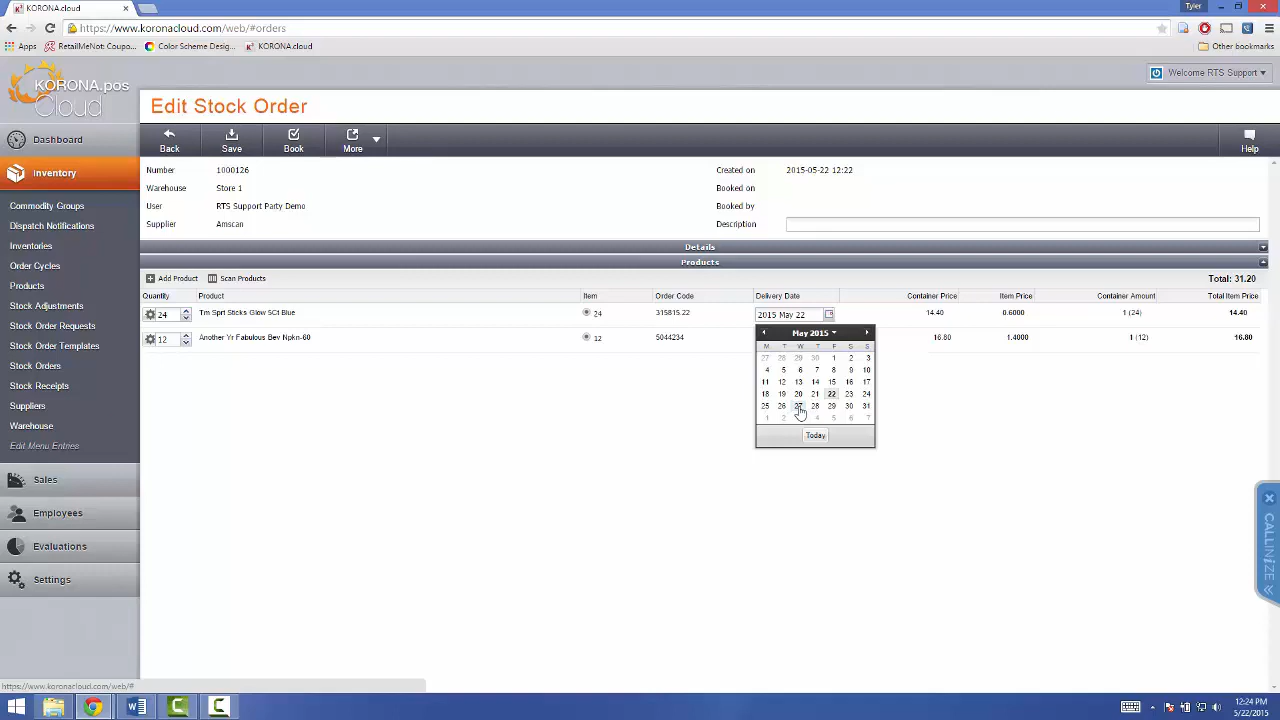 KORONA.cloud
Tyler
https://www.koronacloud.com/web/#orders
Apps
RetailMeNot: Coupo...
Color Scheme Desig...
KORONA.cloud
Other bookmarks
KORONA.pos
Cloud
Welcome RTS Support
Edit Stock Order
Dashboard
Inventory
Commodity Groups
Dispatch Notifications
Inventories
Order Cycles
Products
Stock Adjustments
Stock Order Requests
Stock Order Templates
Stock Orders
Stock Receipts
Suppliers
Warehouse
Edit Menu Entries
Sales
Employees
Evaluations
Settings
Back
Save
Book
More
Help
Number 1000126 Created on 2015-05-22 12:22
Warehouse Store 1 Booked on
User RTS Support Party Demo Booked by
Supplier Amscan Description
Details
Products
Add Product Scan Products Total: 31.20
Quantity Product Item Order Code Delivery Date Container Price Item Price Container Amount Total Item Price
24 Tm Sprt Sticks Glow 5Ct Blue 24 315815.22 2015 May 22 14.40 0.6000 1 (24) 14.40
12 Another Yr Fabulous Bev Npkn-60 12 5044234 16.80 1.4000 1 (12) 16.80
May 2015
M T W T F S S
27 28 29 30 1 2 3
4 5 6 7 8 9 10
11 12 13 14 15 16 17
18 19 20 21 22 23 24
25 26 27 28 29 30 31
1 2 4 5 6 7
Today
CALLINIZE
https://www.koronacloud.com/web/#
12:24 PM
5/22/2015